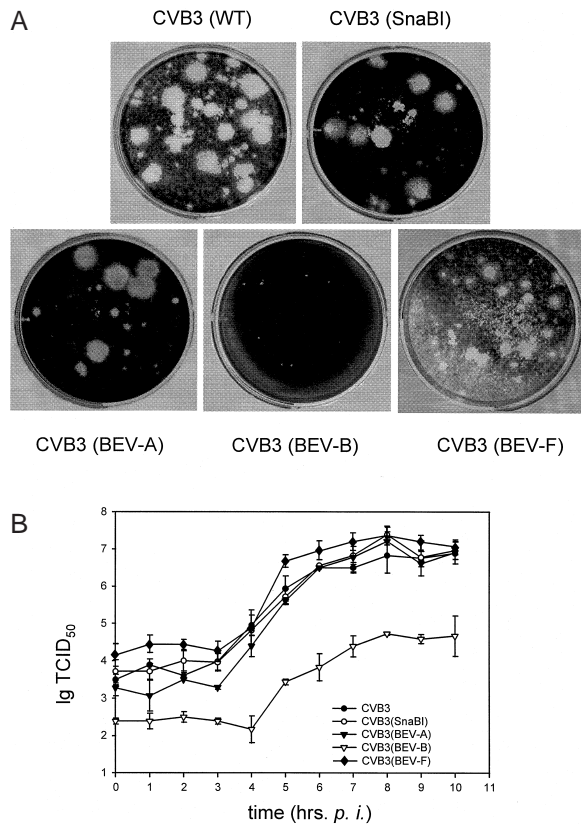 A
CVB3 (WT)
CVB3 (SnaBI)
CVB3 (BEV-A)
CVB3 (BEV-B)
CVB3 (BEV-F)
B
8
7
6
5
4
3
2
1
lg TCID50
0 1 2 3 4 5 6 7 8 9 10 11
time (hrs. p. i.)
CVB3
CVB3(SnaBI)
CVB3(BEV-A)
CVB3(BEV-B)
CVB3(BEV-F)